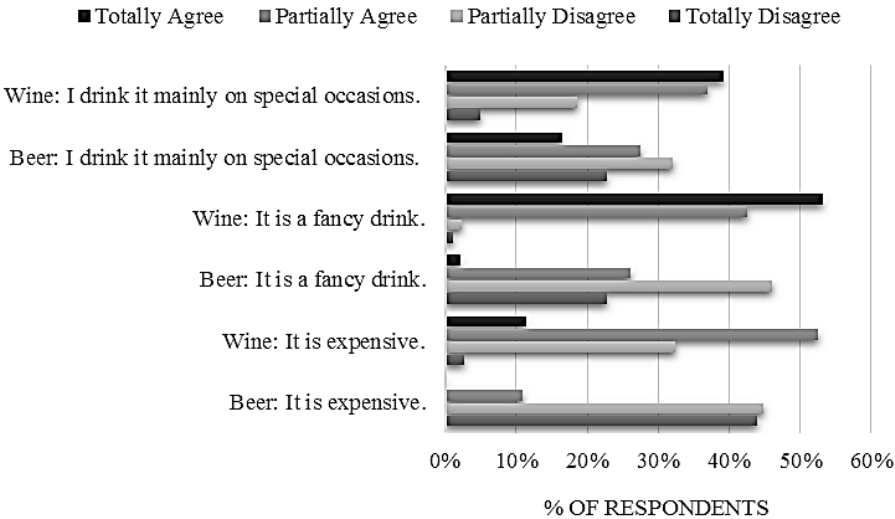 Totally Agree Partially Agree Partially Disagree Totally Disagree
Wine: I drink it mainly on special occasions.
Beer: I drink it mainly on special occasions.
Wine: It is a fancy drink.
Beer: It is a fancy drink.
Wine: It is expensive.
Beer: It is expensive.
0% 10% 20% 30% 40% 50% 60%
% OF RESPONDENTS